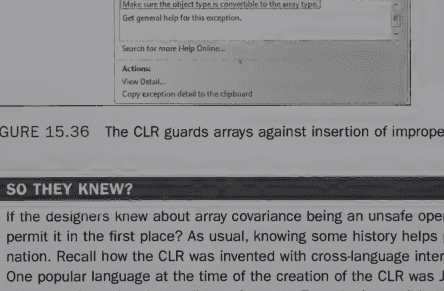 Make sure the object type is convertible to the array type.
Get general help for this exception.
Search for more Help Online...
Actions:
View Detail...
Copy exception detail to the clipboard
GURE 15.36 The CLR guards arrays against insertion of imprope
SO THEY KNEW?
If the designers knew about array covariance being an unsafe oper
permit it in the first place? As usual, knowing some history helps
nation. Recall how the CLR was invented with cross-language inter
One popular language at the time of the creation of the CLR was J